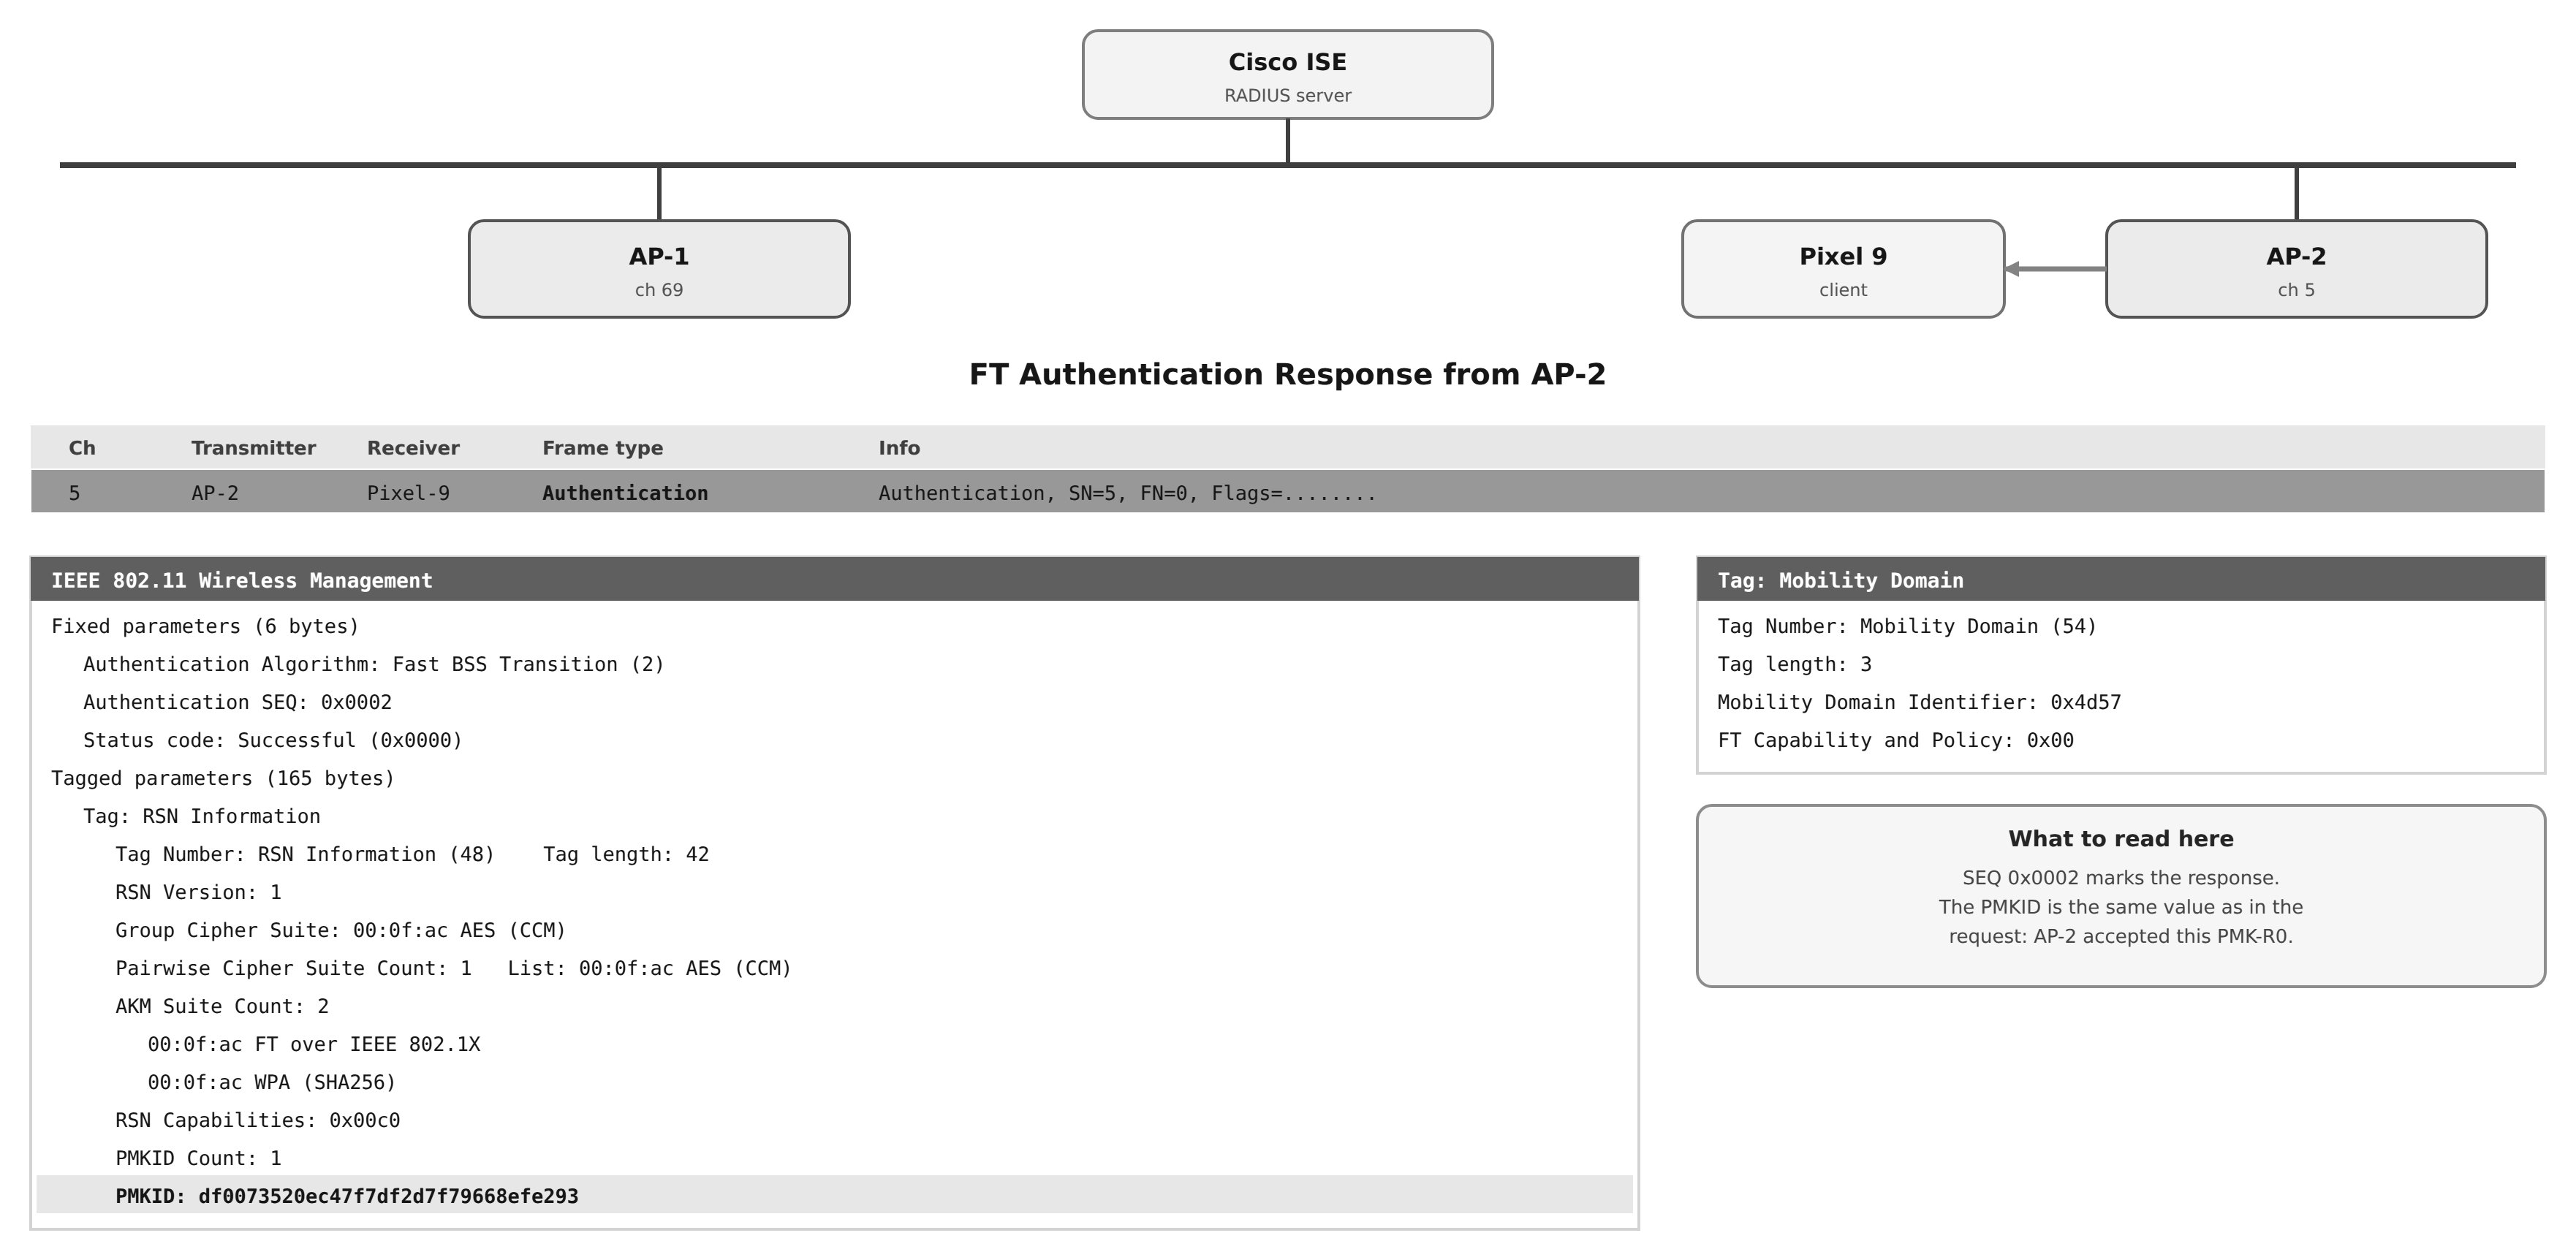 Cisco ISE
RADIUS server
AP-1
ch 69
Pixel 9
client
AP-2
ch 5
FT Authentication Response from AP-2
Ch Transmitter Receiver Frame type Info
5 AP-2 Pixel-9 Authentication Authentication, SN=5, FN=0, Flags=........
IEEE 802.11 Wireless Management
Fixed parameters (6 bytes)
Authentication Algorithm: Fast BSS Transition (2)
Authentication SEQ: 0x0002
Status code: Successful (0x0000)
Tagged parameters (165 bytes)
Tag: RSN Information
Tag Number: RSN Information (48) Tag length: 42
RSN Version: 1
Group Cipher Suite: 00:0f:ac AES (CCM)
Pairwise Cipher Suite Count: 1 List: 00:0f:ac AES (CCM)
AKM Suite Count: 2
00:0f:ac FT over IEEE 802.1X
00:0f:ac WPA (SHA256)
RSN Capabilities: 0x00c0
PMKID Count: 1
PMKID: df0073520ec47f7df2d7f79668efe293
Tag: Mobility Domain
Tag Number: Mobility Domain (54)
Tag length: 3
Mobility Domain Identifier: 0x4d57
FT Capability and Policy: 0x00
What to read here
SEQ 0x0002 marks the response.
The PMKID is the same value as in the
request: AP-2 accepted this PMK-R0.